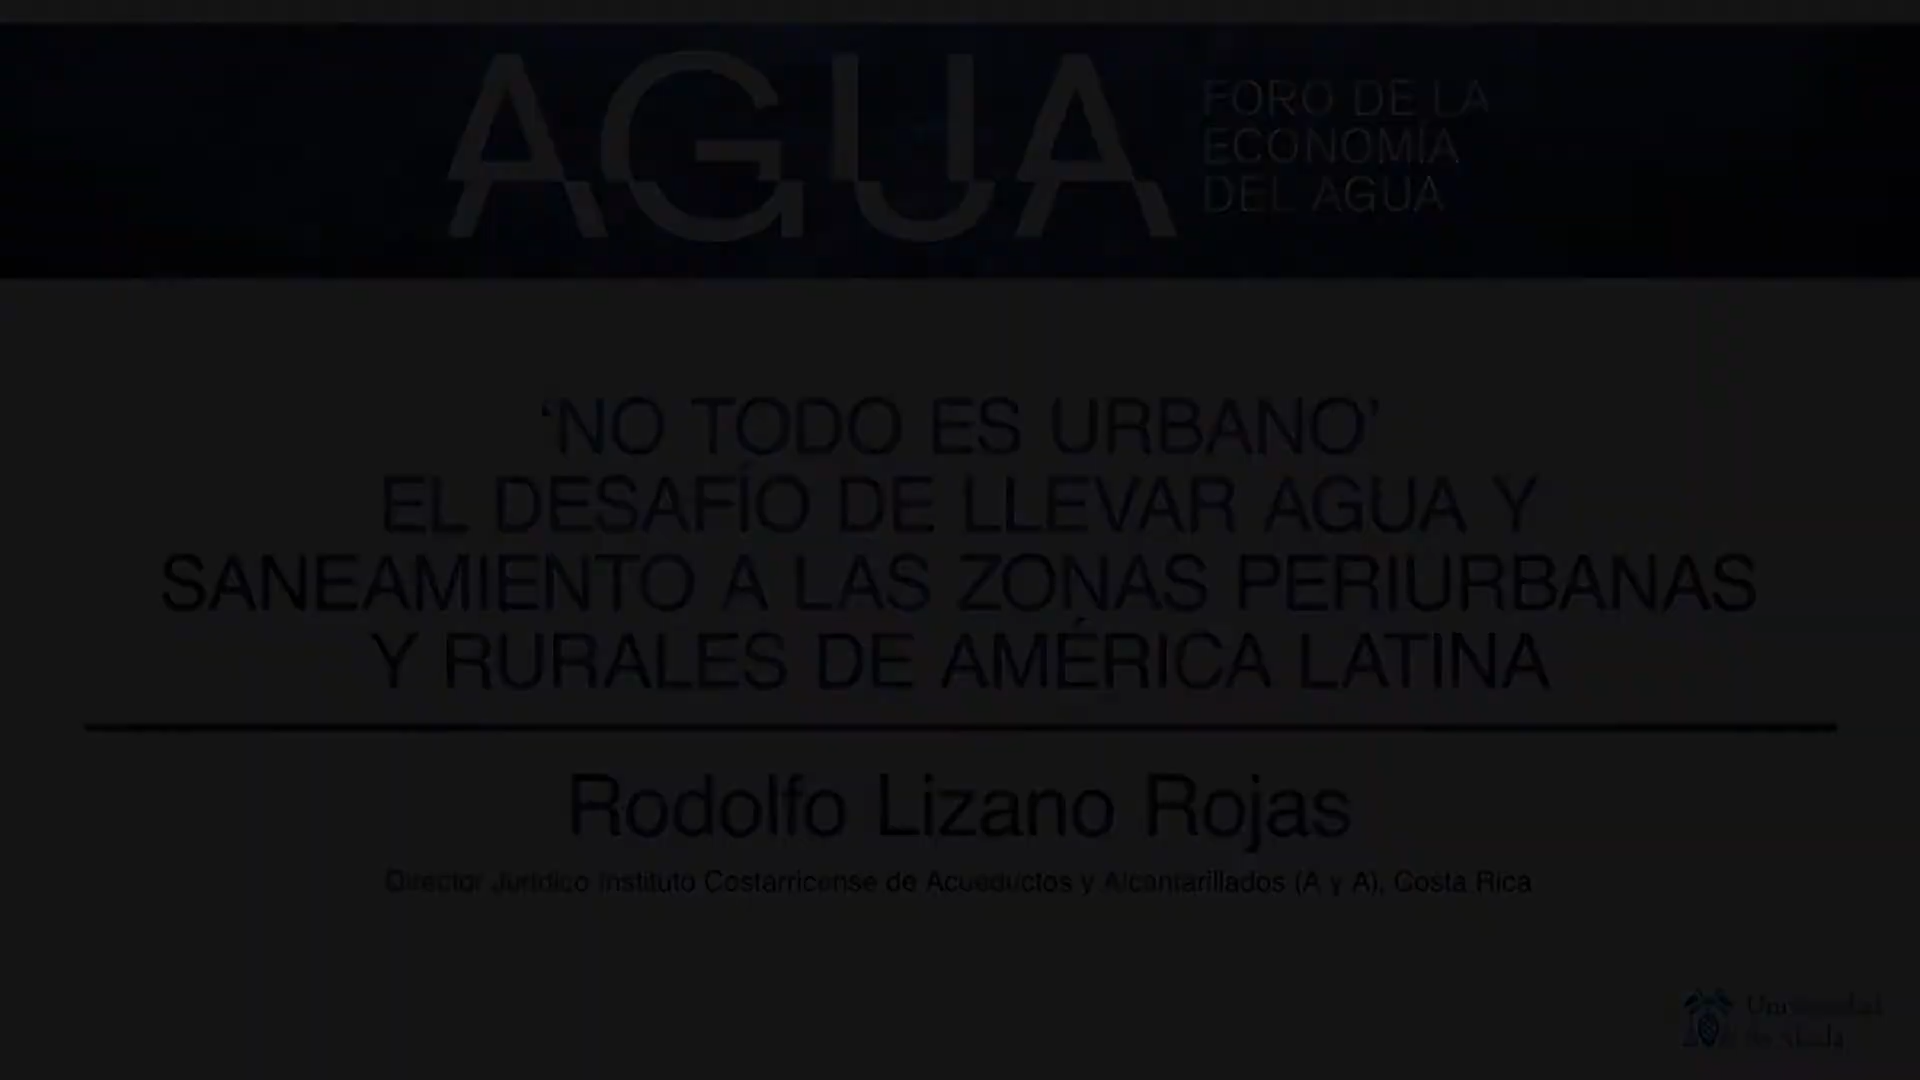 AGUA
FORO DE LA
ECONOMÍA
DEL AGUA
‘NO TODO ES URBANO’
EL DESAFÍO DE LLEVAR AGUA Y
SANEAMIENTO A LAS ZONAS PERIURBANAS
Y RURALES DE AMÉRICA LATINA
Rodolfo Lizano Rojas
Director Jurídico Instituto Costarricense de Acueductos y Alcantarillados (A y A), Costa Rica
Universidad
de Alcalá